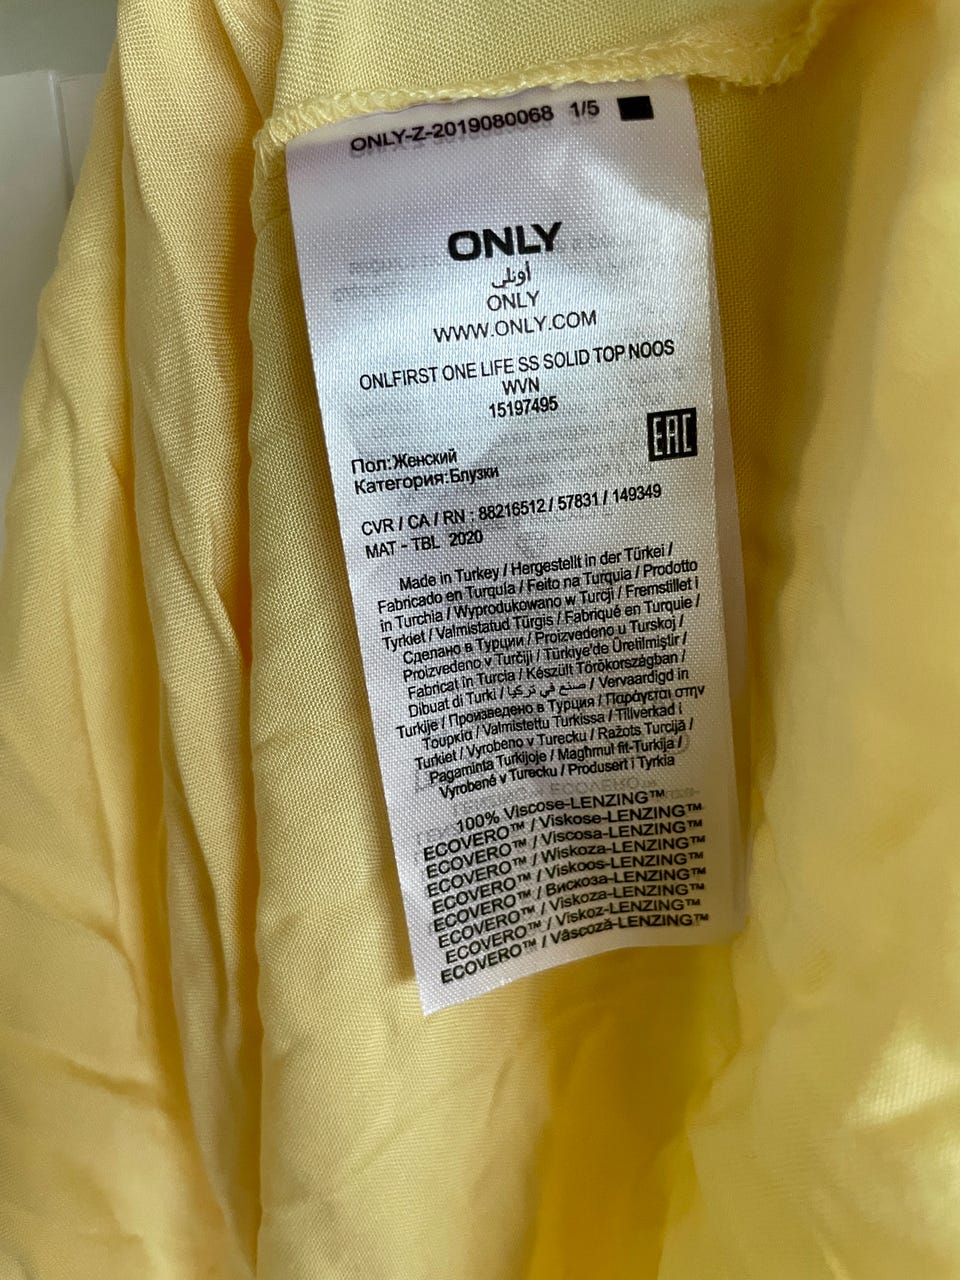 ONLY-Z-2019080068 1/5
ONLY
أونلي
ONLY
WWW.ONLY.COM
ONLFIRST ONE LIFE SS SOLID TOP NOOS
WVN
15197495
EAC
Пол:Женский
Категория:Блузки
CVR / CA / RN : 88216512 / 57831 / 149349
MAT - TBL 2020
Made in Turkey / Hergestellt in der Türkei /
Fabricado en Turquía / Feito na Turquia / Prodotto
in Turchia / Wyprodukowano w Turcji / Fremstillet i
Tyrkiet / Valmistatud Türgis / Fabriqué en Turquie /
Сделано в Турции / Proizvedeno u Turskoj /
Proizvedeno v Turčiji / Türkiye'de Üretilmiştir /
Fabricat in Turcia / Készült Törökországban /
Dibuat di Turki / صنع في تركيا / Vervaardigd in
Turkije / Произведено в Турция / Παράγεται στην
Τουρκία / Valmistettu Turkissa / Tillverkad i
Turkiet / Vyrobeno v Turecku / Ražots Turcijā /
Pagaminta Turkijoje / Magħmul fit-Turkija /
Vyrobené v Turecku / Produsert i Tyrkia
100% Viscose-LENZING™
ECOVERO™ / Viskose-LENZING™
ECOVERO™ / Viscosa-LENZING™
ECOVERO™ / Wiskoza-LENZING™
ECOVERO™ / Viskoos-LENZING™
ECOVERO™ / Вискоза-LENZING™
ECOVERO™ / Viskoza-LENZING™
ECOVERO™ / Viskoz-LENZING™
ECOVERO™ / Vâscoză-LENZING™